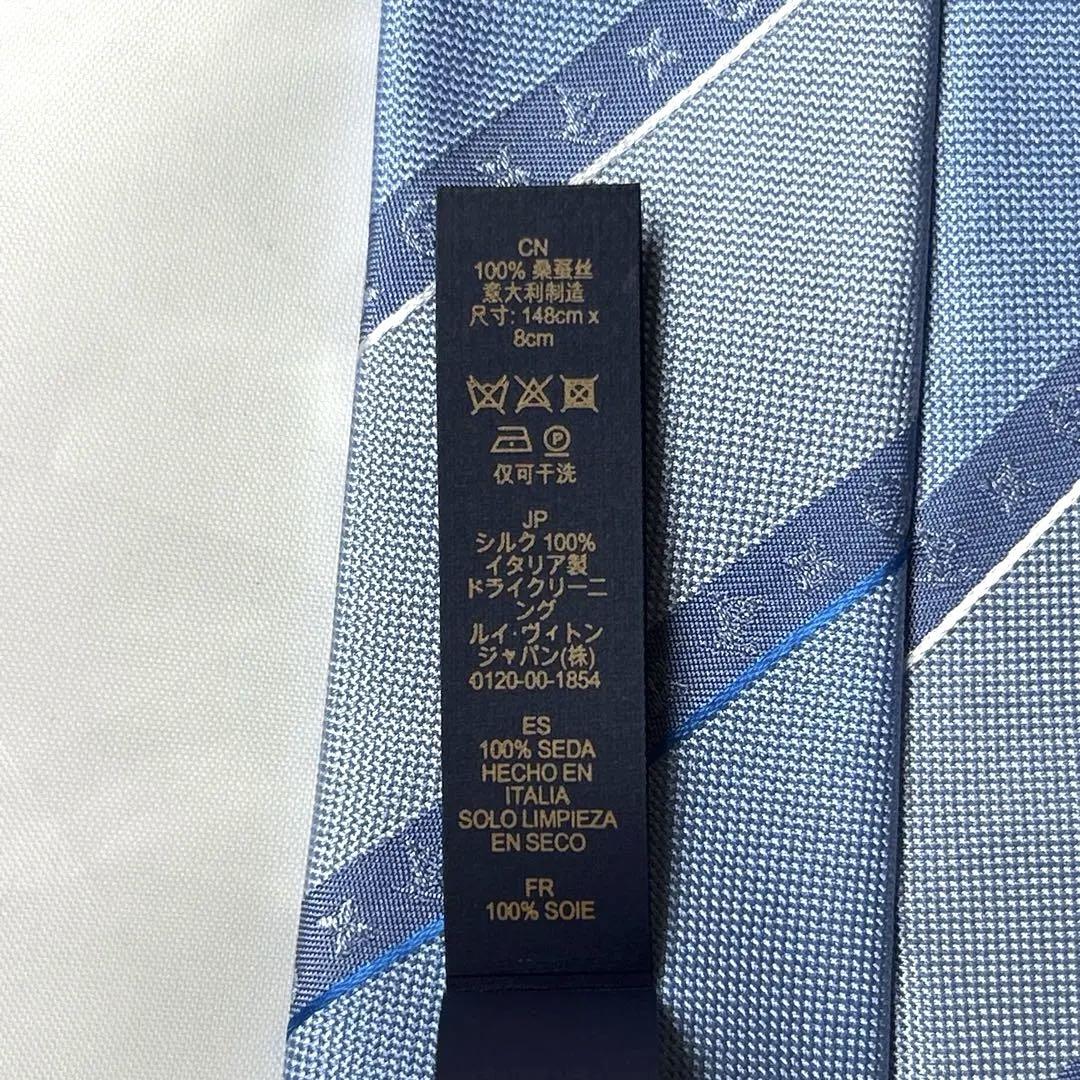 CN
100% 桑蚕丝
意大利制造
尺寸: 148cm x
8cm
P
仅可干洗
JP
シルク 100%
イタリア製
ドライクリーニ
ング
ルイ·ヴィトン
ジャパン(株)
0120-00-1854
ES
100% SEDA
HECHO EN
ITALIA
SOLO LIMPIEZA
EN SECO
FR
100% SOIE